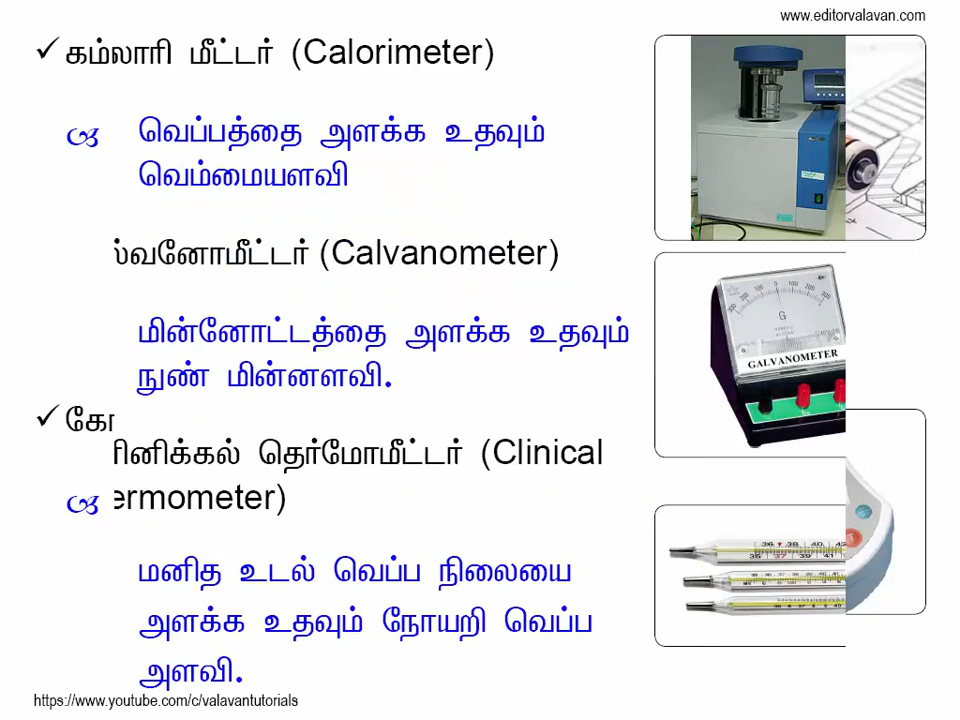 www.editorvalavan.com
கம்லாரி மீட்டர் (Calorimeter)
வெப்பத்தை அளக்க உதவும்
வெம்மையளவி
ல்வனோமீட்டர் (Calvanometer)
மின்னோட்டத்தை அளக்க உதவும்
நுண் மின்னளவி.
கே
ரினிக்கல் தெர்மோமீட்டர் (Clinical
ermometer)
மனித உடல் வெப்ப நிலையை
அளக்க உதவும் நோயறி வெப்ப
அளவி.
G
GALVANOMETER
https://www.youtube.com/c/valavantutorials